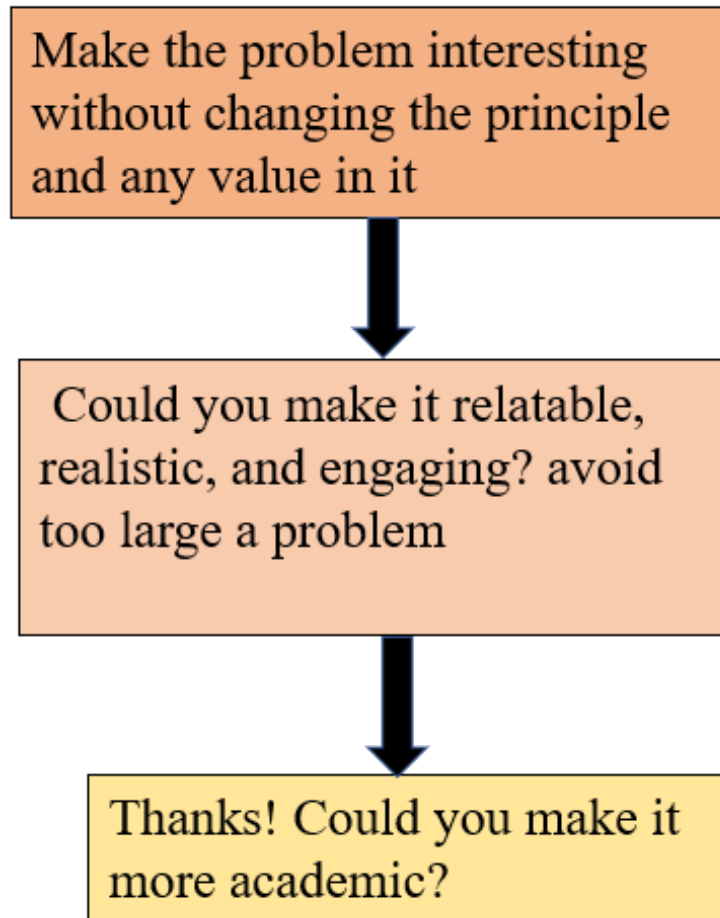 Make the problem interesting
without changing the principle
and any value in it
Could you make it relatable,
realistic, and engaging? avoid
too large a problem
Thanks! Could you make it
more academic?